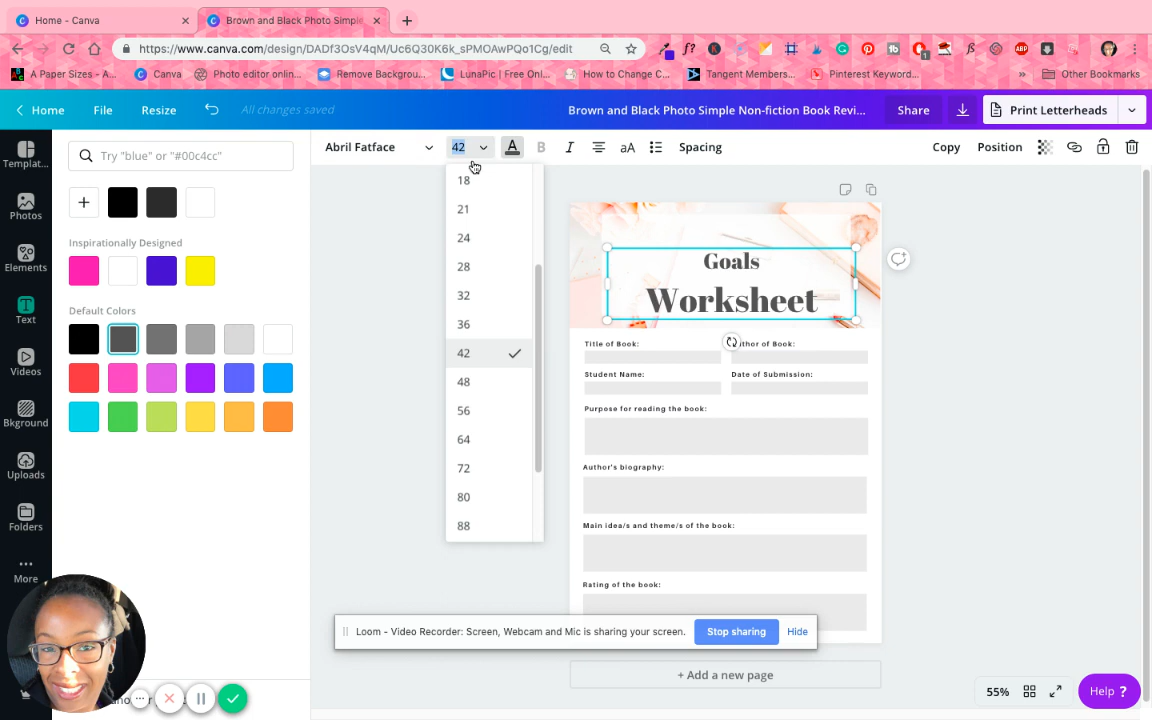 Home - Canva
Brown and Black Photo Simple
https://www.canva.com/design/DADf3OsV4qM/Uc6Q30K6k_sPMOAwPQo1Cg/edit
A Paper Sizes - A...
Canva
Photo editor onlin...
Remove Backgrou...
LunaPic | Free Onl...
How to Change C...
Tangent Members...
Pinterest Keyword...
»
Other Bookmarks
Home
File
Resize
All changes saved
Brown and Black Photo Simple Non-fiction Book Revi...
Share
Print Letterheads
Abril Fatface
42
A
B
I
aA
Spacing
Copy
Position
Templat...
Photos
Elements
Text
Videos
Bkground
Uploads
Folders
More
Try "blue" or "#00c4cc"
Inspirationally Designed
Default Colors
18
21
24
28
32
36
42
48
56
64
72
80
88
Goals
Worksheet
Title of Book:
uthor of Book:
Student Name:
Date of Submission:
Purpose for reading the book:
Author's biography:
Main idea/s and theme/s of the book:
Rating of the book:
Loom - Video Recorder: Screen, Webcam and Mic is sharing your screen.
Stop sharing
Hide
+ Add a new page
55%
Help ?